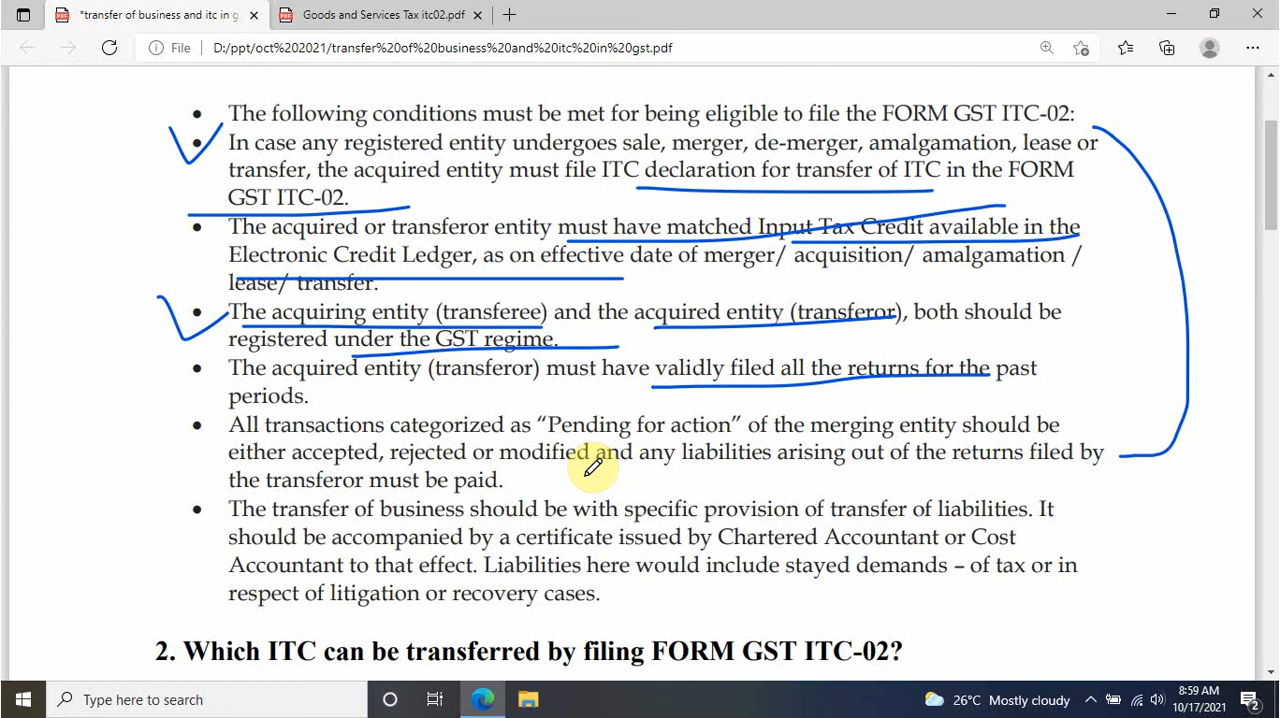 *transfer of business and itc in g
Goods and Services Tax itc02.pdf
File
D:/ppt/oct%202021/transfer%20of%20business%20and%20itc%20in%20gst.pdf
• The following conditions must be met for being eligible to file the FORM GST ITC-02:
• In case any registered entity undergoes sale, merger, de-merger, amalgamation, lease or
transfer, the acquired entity must file ITC declaration for transfer of ITC in the FORM
GST ITC-02.
• The acquired or transferor entity must have matched Input Tax Credit available in the
Electronic Credit Ledger, as on effective date of merger/ acquisition/ amalgamation /
lease/ transfer.
• The acquiring entity (transferee) and the acquired entity (transferor), both should be
registered under the GST regime.
• The acquired entity (transferor) must have validly filed all the returns for the past
periods.
• All transactions categorized as “Pending for action” of the merging entity should be
either accepted, rejected or modified and any liabilities arising out of the returns filed by
the transferor must be paid.
• The transfer of business should be with specific provision of transfer of liabilities. It
should be accompanied by a certificate issued by Chartered Accountant or Cost
Accountant to that effect. Liabilities here would include stayed demands – of tax or in
respect of litigation or recovery cases.
2. Which ITC can be transferred by filing FORM GST ITC-02?
Type here to search
26°C Mostly cloudy
8:59 AM
10/17/2021
2